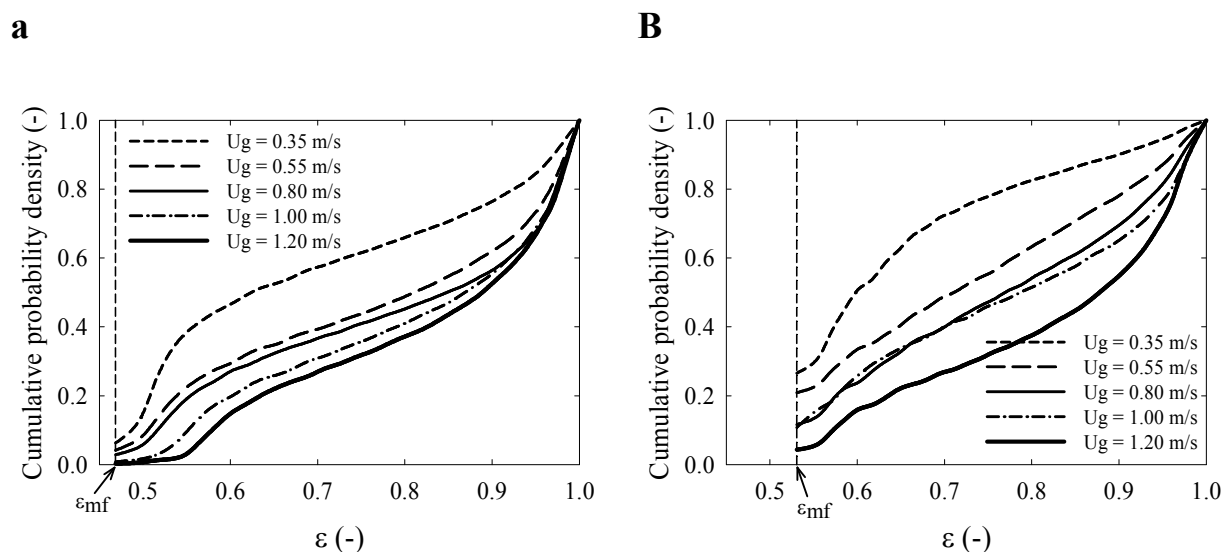 a
Cumulative probability density (-)
1.0
0.8
0.6
0.4
0.2
0.0
Ug = 0.35 m/s
Ug = 0.55 m/s
Ug = 0.80 m/s
Ug = 1.00 m/s
Ug = 1.20 m/s
0.5 0.6 0.7 0.8 0.9 1.0
εmf
ε (-)
B
Cumulative probability density (-)
1.0
0.8
0.6
0.4
0.2
0.0
Ug = 0.35 m/s
Ug = 0.55 m/s
Ug = 0.80 m/s
Ug = 1.00 m/s
Ug = 1.20 m/s
0.5 0.6 0.7 0.8 0.9 1.0
εmf
ε (-)